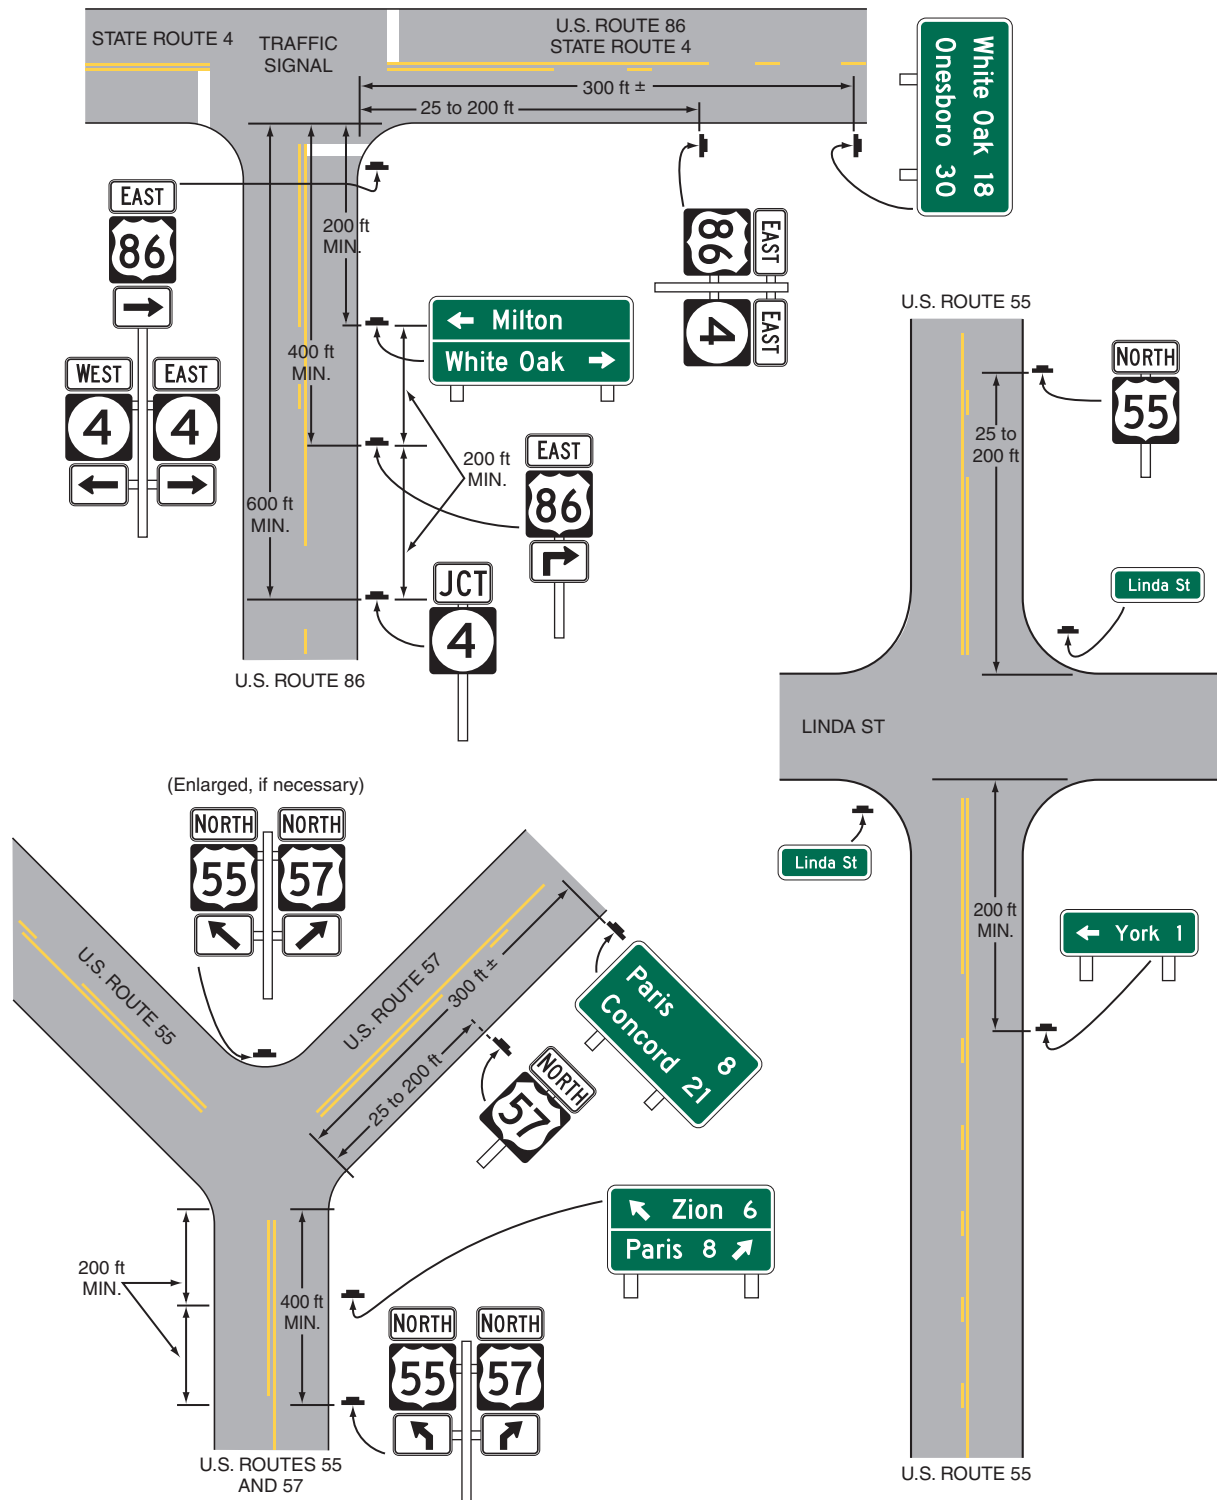 STATE ROUTE 4
TRAFFIC
SIGNAL
U.S. ROUTE 86
STATE ROUTE 4
300 ft ±
25 to 200 ft
White Oak 18
Onesboro 30
EAST
86
WEST
EAST
4
4
200 ft
MIN.
400 ft
MIN.
600 ft
MIN.
Milton
White Oak
200 ft
MIN.
EAST
86
JCT
4
U.S. ROUTE 86
86
EAST
4
EAST
U.S. ROUTE 55
NORTH
55
25 to
200 ft
Linda St
LINDA ST
Linda St
200 ft
MIN.
York 1
U.S. ROUTE 55
(Enlarged, if necessary)
NORTH
NORTH
55
57
U.S. ROUTE 55
U.S. ROUTE 57
300 ft ±
25 to 200 ft
Paris 8
Concord 21
NORTH
57
Zion 6
Paris 8
200 ft
MIN.
400 ft
MIN.
NORTH
NORTH
55
57
U.S. ROUTES 55
AND 57